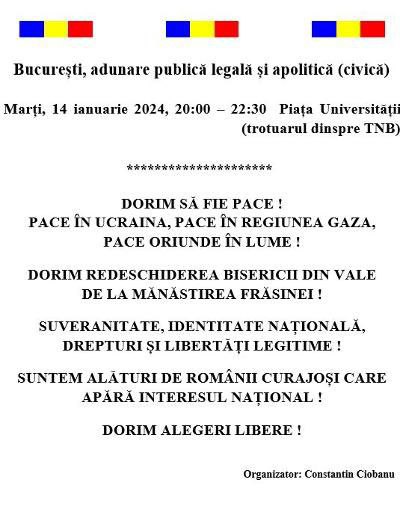 București, adunare publică legală și apolitică (civică)
Marți, 14 ianuarie 2024, 20:00 – 22:30 Piața Universității
(trotuarul dinspre TNB)
*********************
DORIM SĂ FIE PACE !
PACE ÎN UCRAINA, PACE ÎN REGIUNEA GAZA,
PACE ORIUNDE ÎN LUME !
DORIM REDESCHIDEREA BISERICII DIN VALE
DE LA MĂNĂSTIREA FRĂSINEI !
SUVERANITATE, IDENTITATE NAȚIONALĂ,
DREPTURI ȘI LIBERTĂȚI LEGITIME !
SUNTEM ALĂTURI DE ROMÂNII CURAJOȘI CARE
APĂRĂ INTERESUL NAȚIONAL !
DORIM ALEGERI LIBERE !
Organizator: Constantin Ciobanu